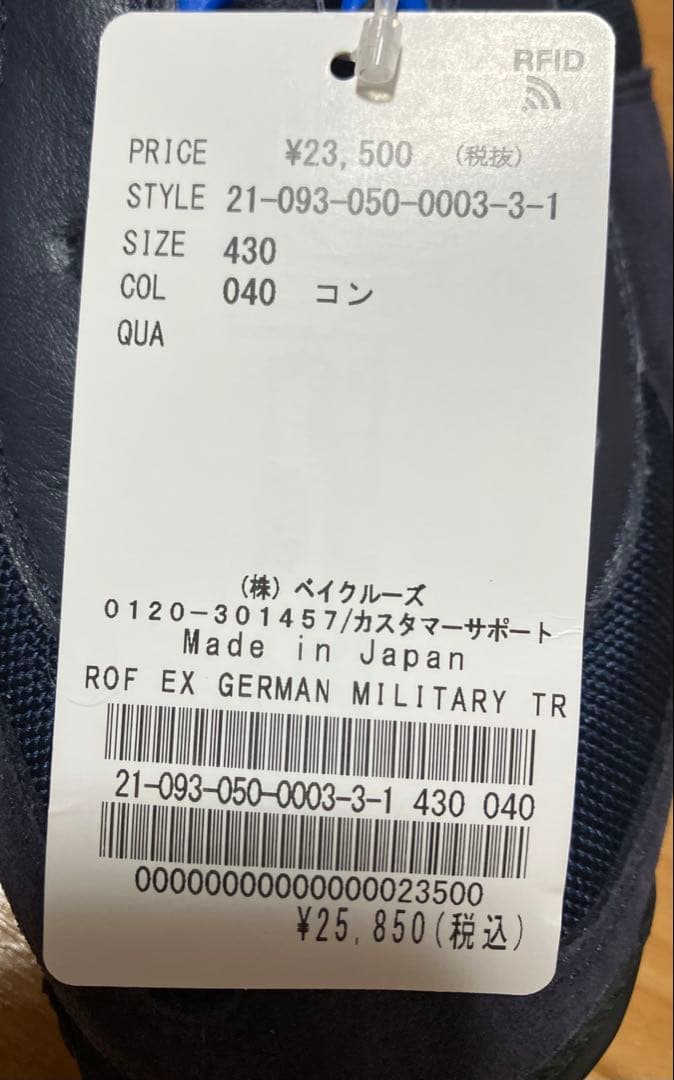 RFID
PRICE ¥23,500 (税抜)
STYLE 21-093-050-0003-3-1
SIZE 430
COL 040 コン
QUA
(株) ベイクルーズ
0120-301457/カスタマーサポート
Made in Japan
ROF EX GERMAN MILITARY TR
21-093-050-0003-3-1 430 040
00000000000000023500
¥25,850(税込)